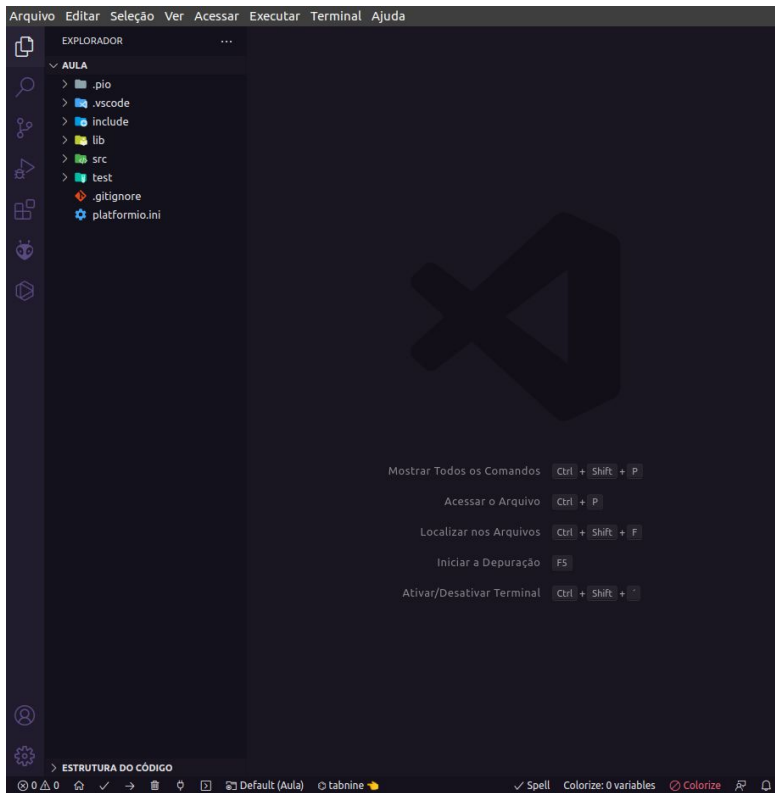 Arquivo Editar Seleção Ver Acessar Executar Terminal Ajuda
EXPLORADOR ...
AULA
.pio
.vscode
include
lib
src
test
.gitignore
platformio.ini
Mostrar Todos os Comandos Ctrl + Shift + P
Acessar o Arquivo Ctrl + P
Localizar nos Arquivos Ctrl + Shift + F
Iniciar a Depuração F5
Ativar/Desativar Terminal Ctrl + Shift + `
ESTRUTURA DO CÓDIGO
0 0 Default (Aula) tabnine Spell Colorize: 0 variables Colorize